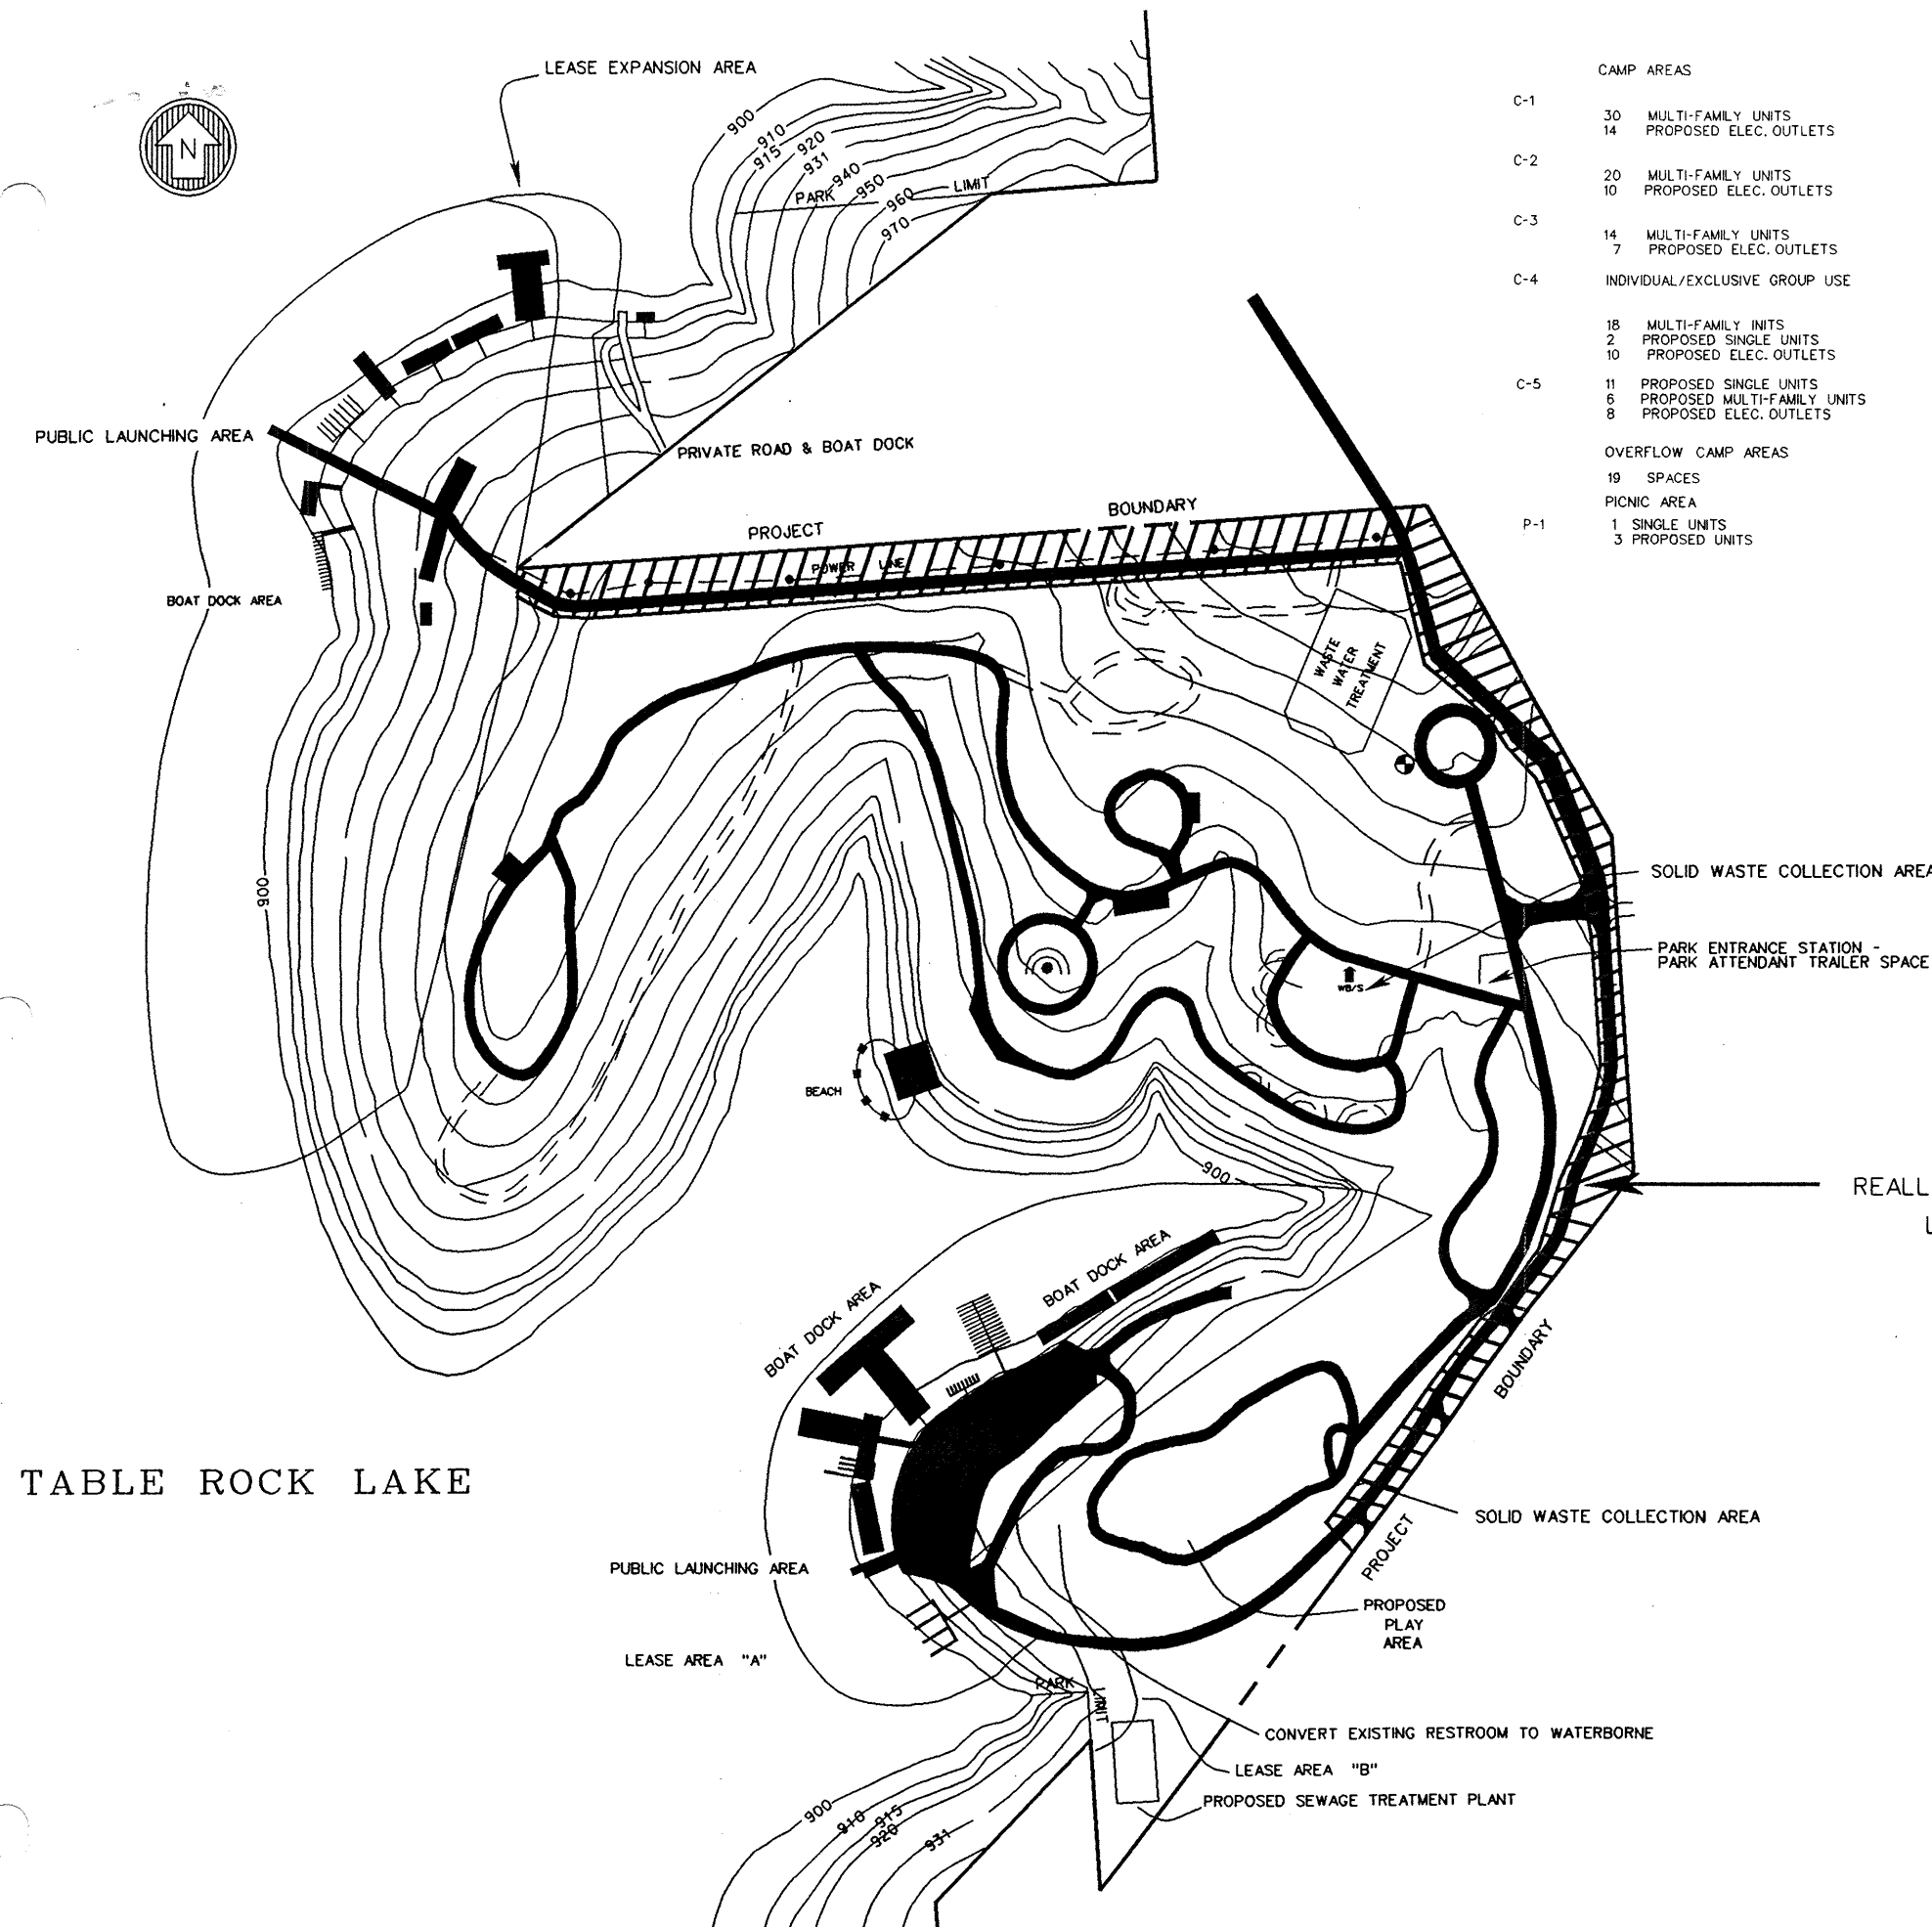 LEASE EXPANSION AREA
N
900
910
915
920
931
940
950
960
970
PARK LIMIT
CAMP AREAS
C-1
30 MULTI-FAMILY UNITS
14 PROPOSED ELEC. OUTLETS
C-2
20 MULTI-FAMILY UNITS
10 PROPOSED ELEC. OUTLETS
C-3
14 MULTI-FAMILY UNITS
7 PROPOSED ELEC. OUTLETS
C-4 INDIVIDUAL/EXCLUSIVE GROUP USE
18 MULTI-FAMILY INITS
2 PROPOSED SINGLE UNITS
10 PROPOSED ELEC. OUTLETS
C-5 11 PROPOSED SINGLE UNITS
6 PROPOSED MULTI-FAMILY UNITS
8 PROPOSED ELEC. OUTLETS
OVERFLOW CAMP AREAS
19 SPACES
PICNIC AREA
P-1 1 SINGLE UNITS
3 PROPOSED UNITS
PUBLIC LAUNCHING AREA
PRIVATE ROAD & BOAT DOCK
PROJECT BOUNDARY
POWER LINE
BOAT DOCK AREA
WASTE
WATER
TREATMENT
900
SOLID WASTE COLLECTION AREA
PARK ENTRANCE STATION -
PARK ATTENDANT TRAILER SPACE
WB/S
BEACH
900
REALL
BOAT DOCK AREA
BOAT DOCK AREA
BOUNDARY
TABLE ROCK LAKE
SOLID WASTE COLLECTION AREA
PROJECT
PUBLIC LAUNCHING AREA
PROPOSED
PLAY
AREA
LEASE AREA "A"
PARK LIMIT
CONVERT EXISTING RESTROOM TO WATERBORNE
LEASE AREA "B"
PROPOSED SEWAGE TREATMENT PLANT
900
910
915
920
931